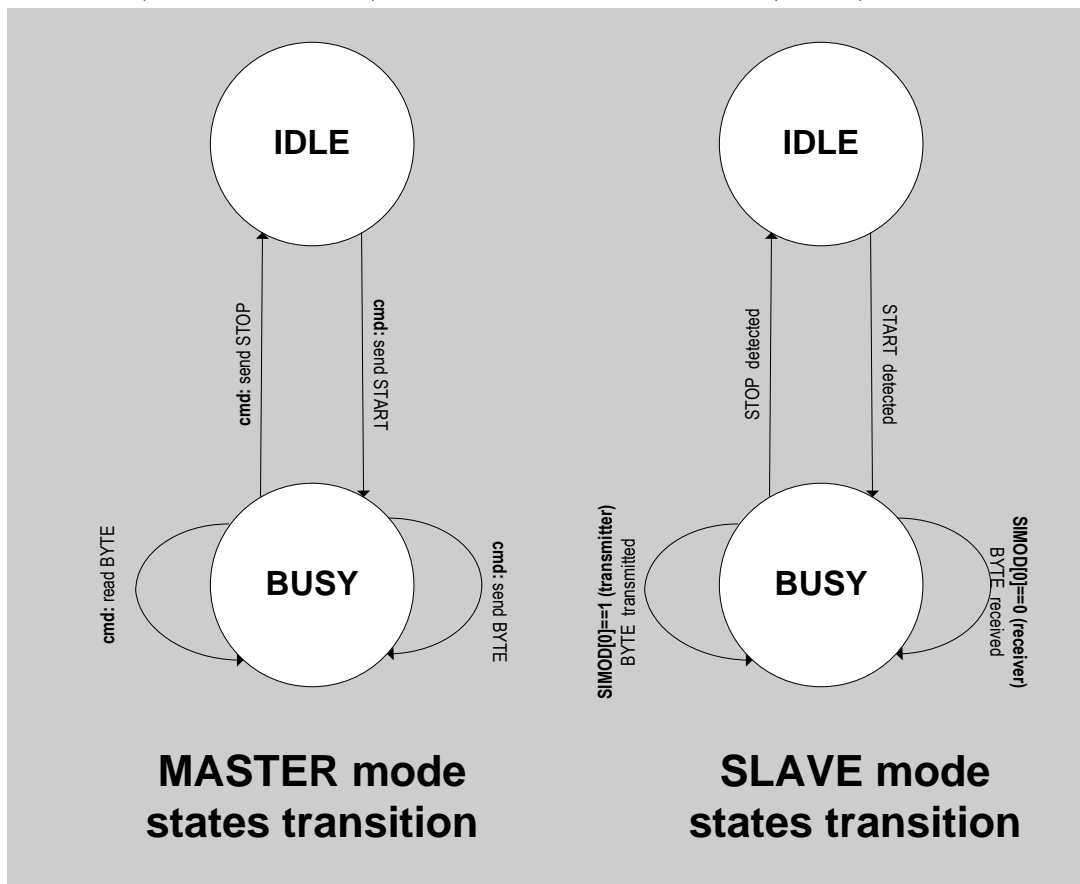 IDLE
cmd: send STOP
cmd: send START
cmd: read BYTE
BUSY
cmd: send BYTE
MASTER mode
states transition
IDLE
STOP detected
START detected
SIMOD[0]==1 (transmitter)
BYTE transmitted
BUSY
SIMOD[0]==0 (receiver)
BYTE received
SLAVE mode
states transition